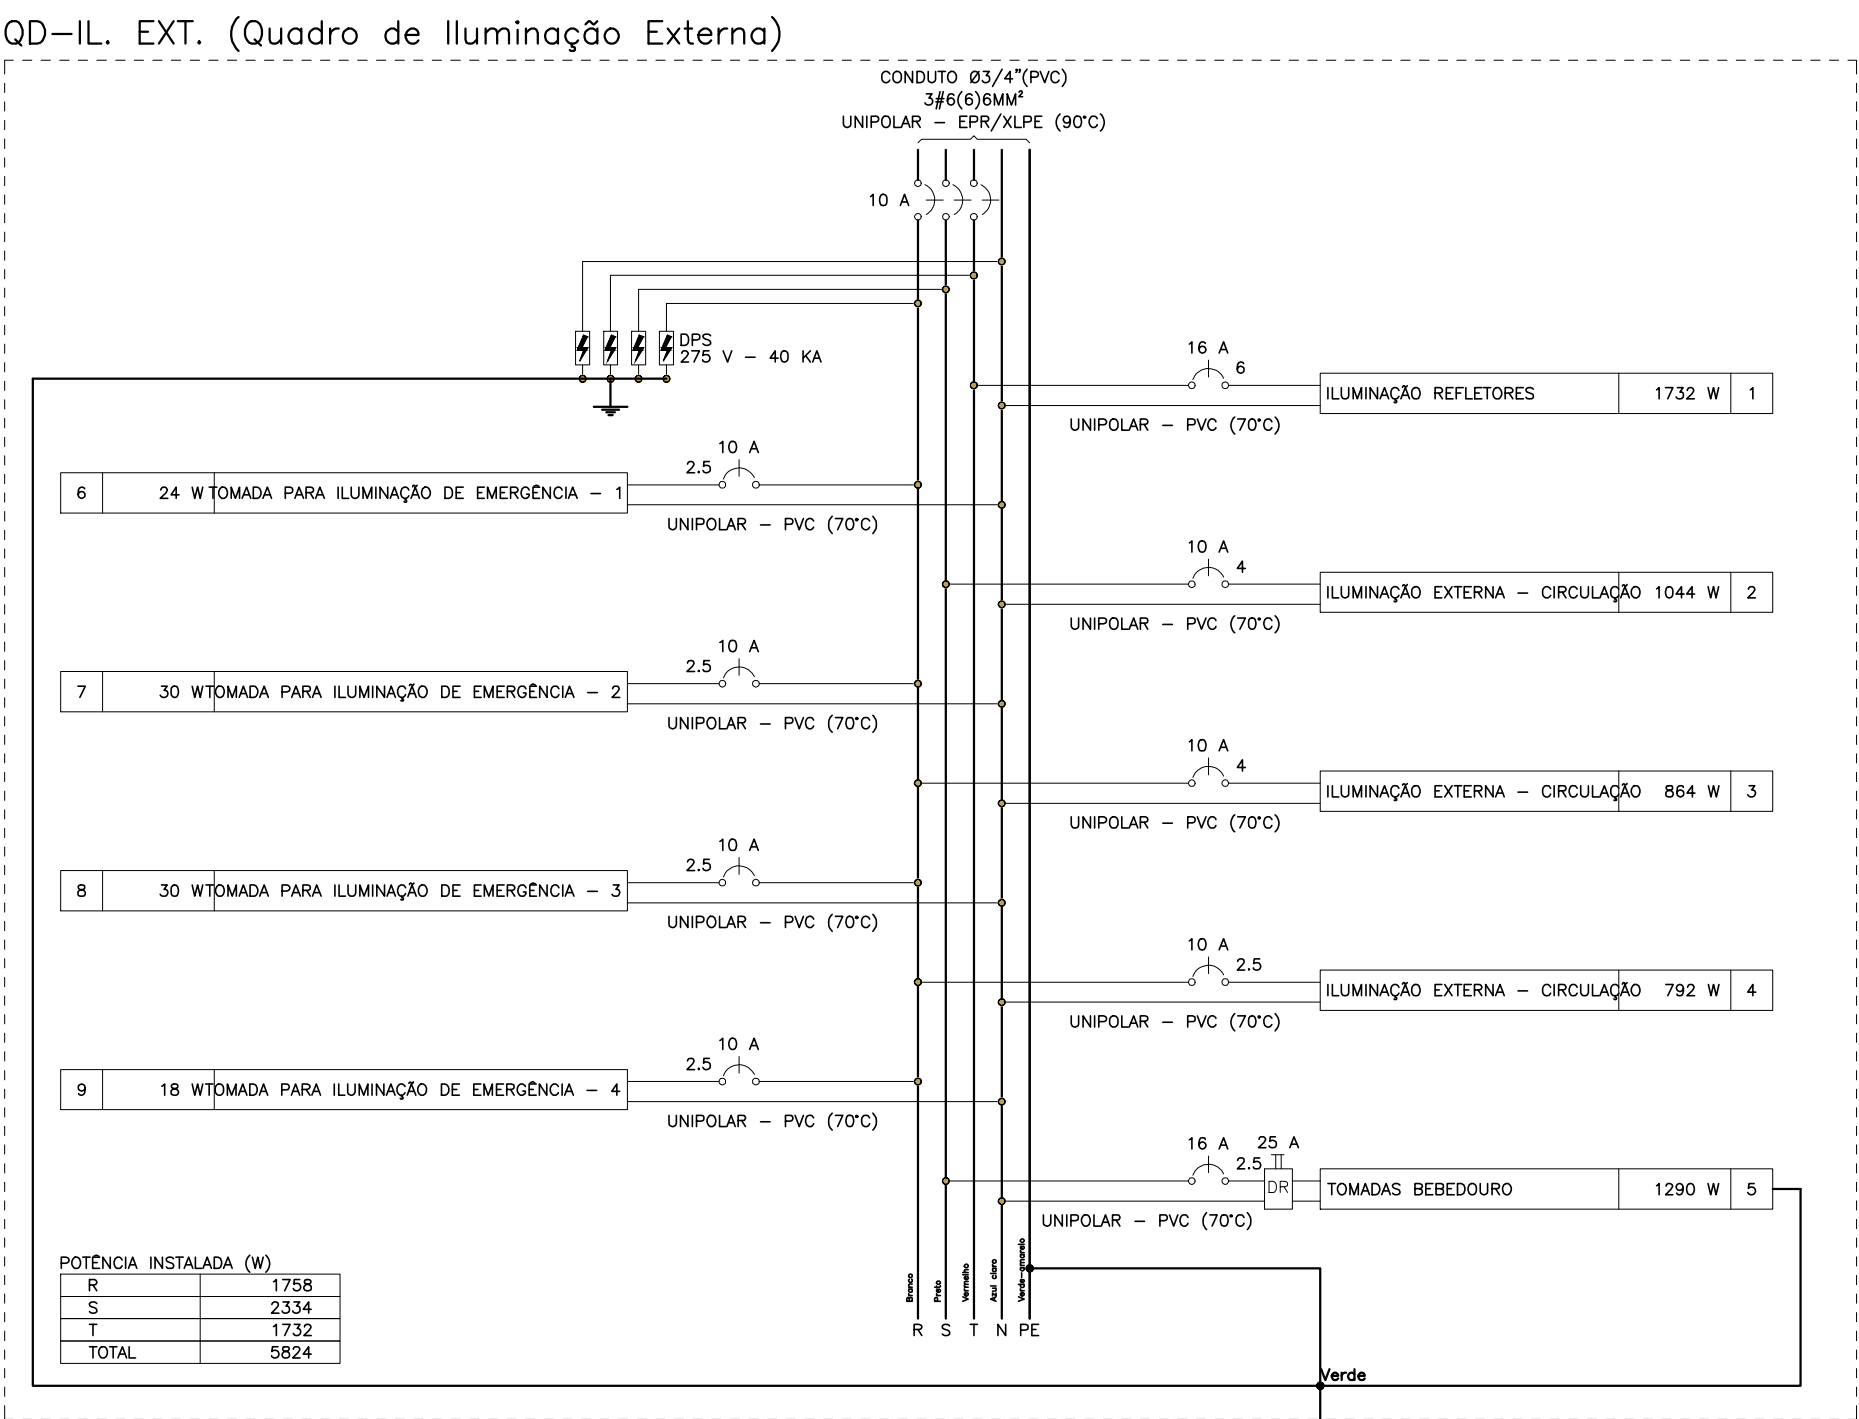 QD-IL. EXT. (Quadro de Iluminação Externa)
CONDUTO Ø3/4"(PVC)
3#6(6)6MM²
UNIPOLAR - EPR/XLPE (90°C)
10 A
DPS
275 V - 40 KA
16 A
6
ILUMINAÇÃO REFLETORES 1732 W 1
UNIPOLAR - PVC (70°C)
10 A
2.5
6 24 W TOMADA PARA ILUMINAÇÃO DE EMERGÊNCIA - 1
UNIPOLAR - PVC (70°C)
10 A
4
ILUMINAÇÃO EXTERNA - CIRCULAÇÃO 1044 W 2
UNIPOLAR - PVC (70°C)
10 A
2.5
7 30 W TOMADA PARA ILUMINAÇÃO DE EMERGÊNCIA - 2
UNIPOLAR - PVC (70°C)
10 A
4
ILUMINAÇÃO EXTERNA - CIRCULAÇÃO 864 W 3
UNIPOLAR - PVC (70°C)
10 A
2.5
8 30 W TOMADA PARA ILUMINAÇÃO DE EMERGÊNCIA - 3
UNIPOLAR - PVC (70°C)
10 A
2.5
ILUMINAÇÃO EXTERNA - CIRCULAÇÃO 792 W 4
UNIPOLAR - PVC (70°C)
10 A
2.5
9 18 W TOMADA PARA ILUMINAÇÃO DE EMERGÊNCIA - 4
UNIPOLAR - PVC (70°C)
16 A 25 A
2.5
DR
TOMADAS BEBEDOURO 1290 W 5
UNIPOLAR - PVC (70°C)
POTÊNCIA INSTALADA (W)
R 1758
S 2334
T 1732
TOTAL 5824
Branco
Preto
Vermelho
Azul claro
Verde-amarelo
R S T N PE
Verde